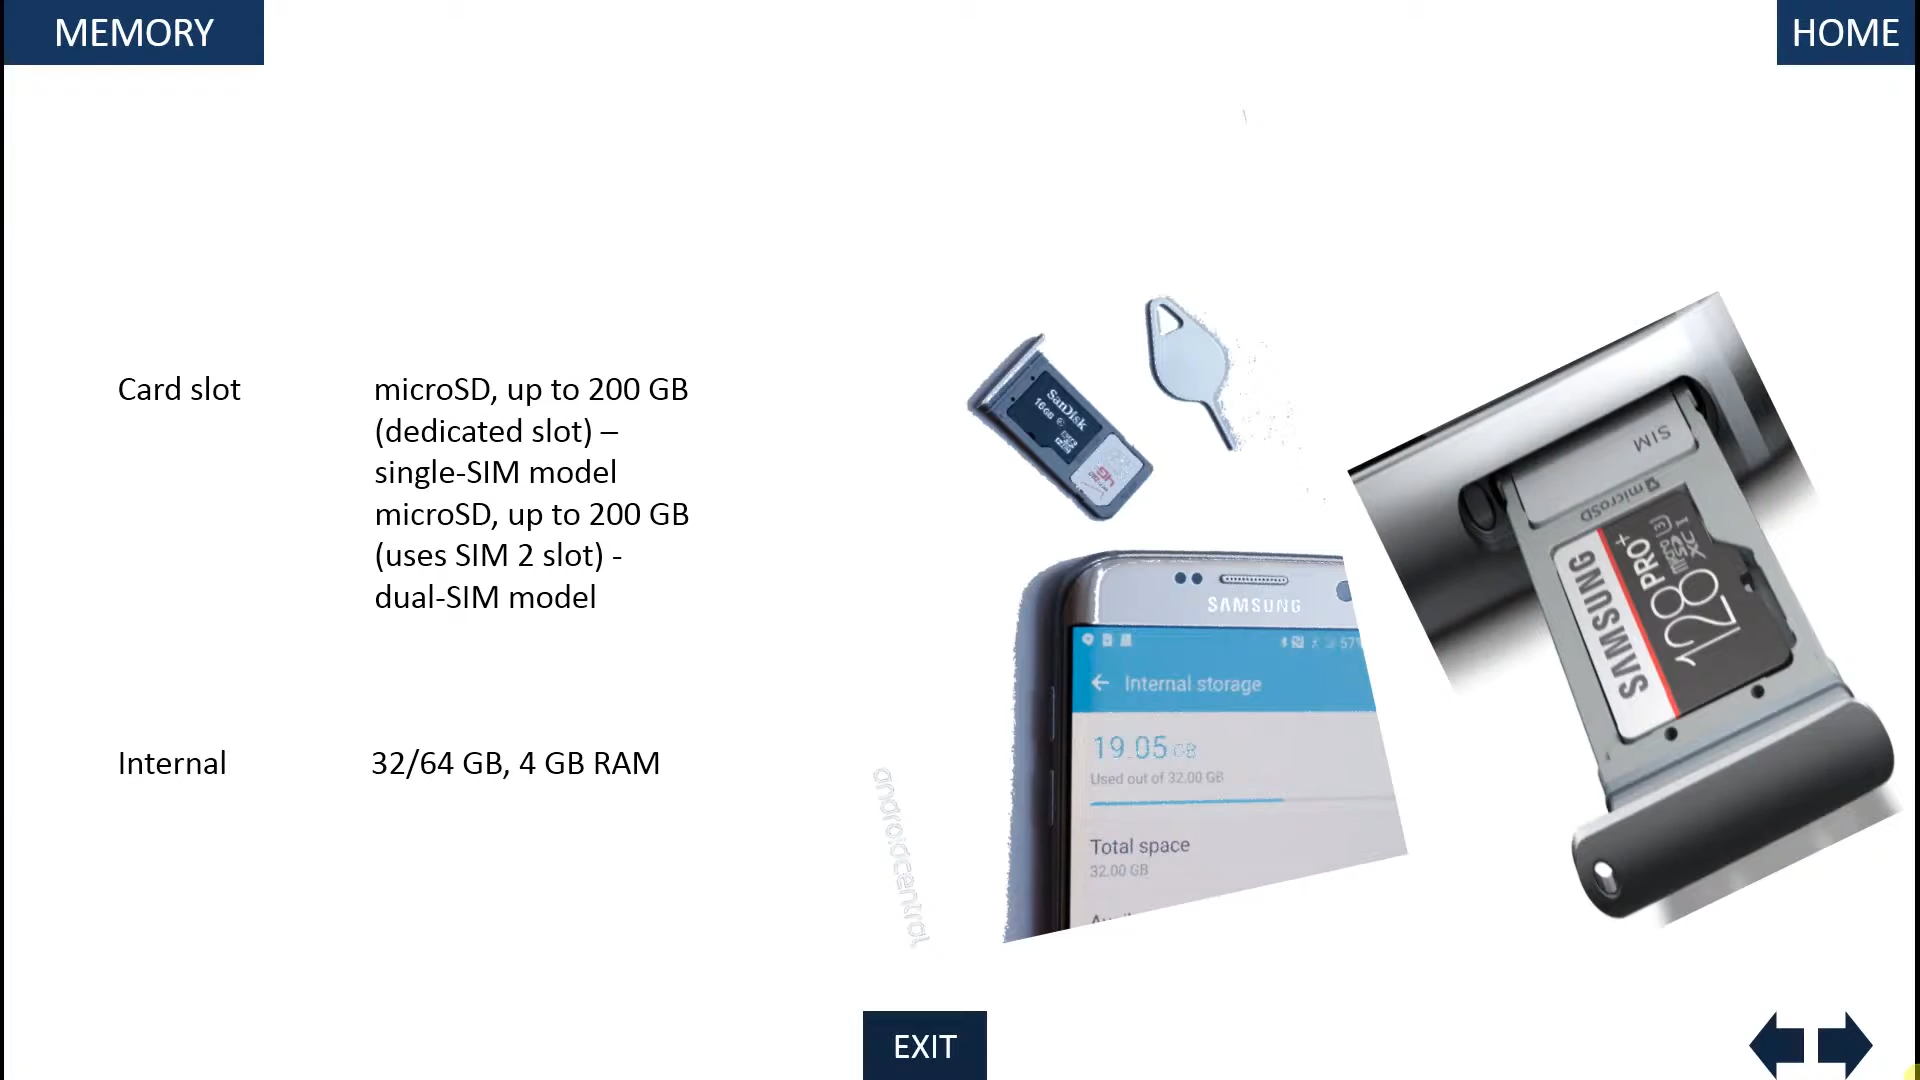 MEMORY
HOME
Card slot
microSD, up to 200 GB
(dedicated slot) –
single-SIM model
microSD, up to 200 GB
(uses SIM 2 slot) -
dual-SIM model
Internal
32/64 GB, 4 GB RAM
SanDisk
16GB
4G
SIM
microSD
SAMSUNG
PRO+
128
micro
SAMSUNG
57%
Internal storage
19.05 GB
Used out of 32.00 GB
Total space
32.00 GB
androidcentral
EXIT